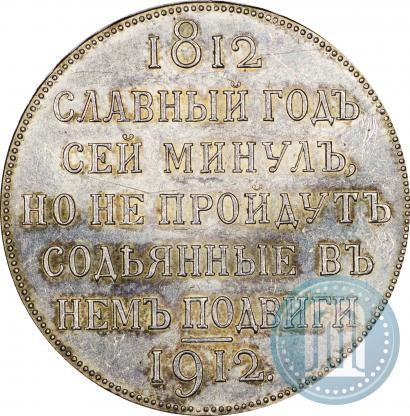 1812
СЛАВНЫЙ ГОДЪ
СЕЙ МИНУЛЪ,
НО НЕ ПРОЙДУТЪ
СОДѢЯННЫЕ ВЪ
НЕМЪ ПОДВИГИ
1912.